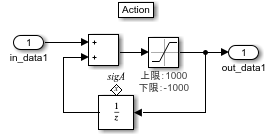 Action
1
in_data1
+
+
sigA
上限:1000
下限:-1000
1
out_data1
1
z